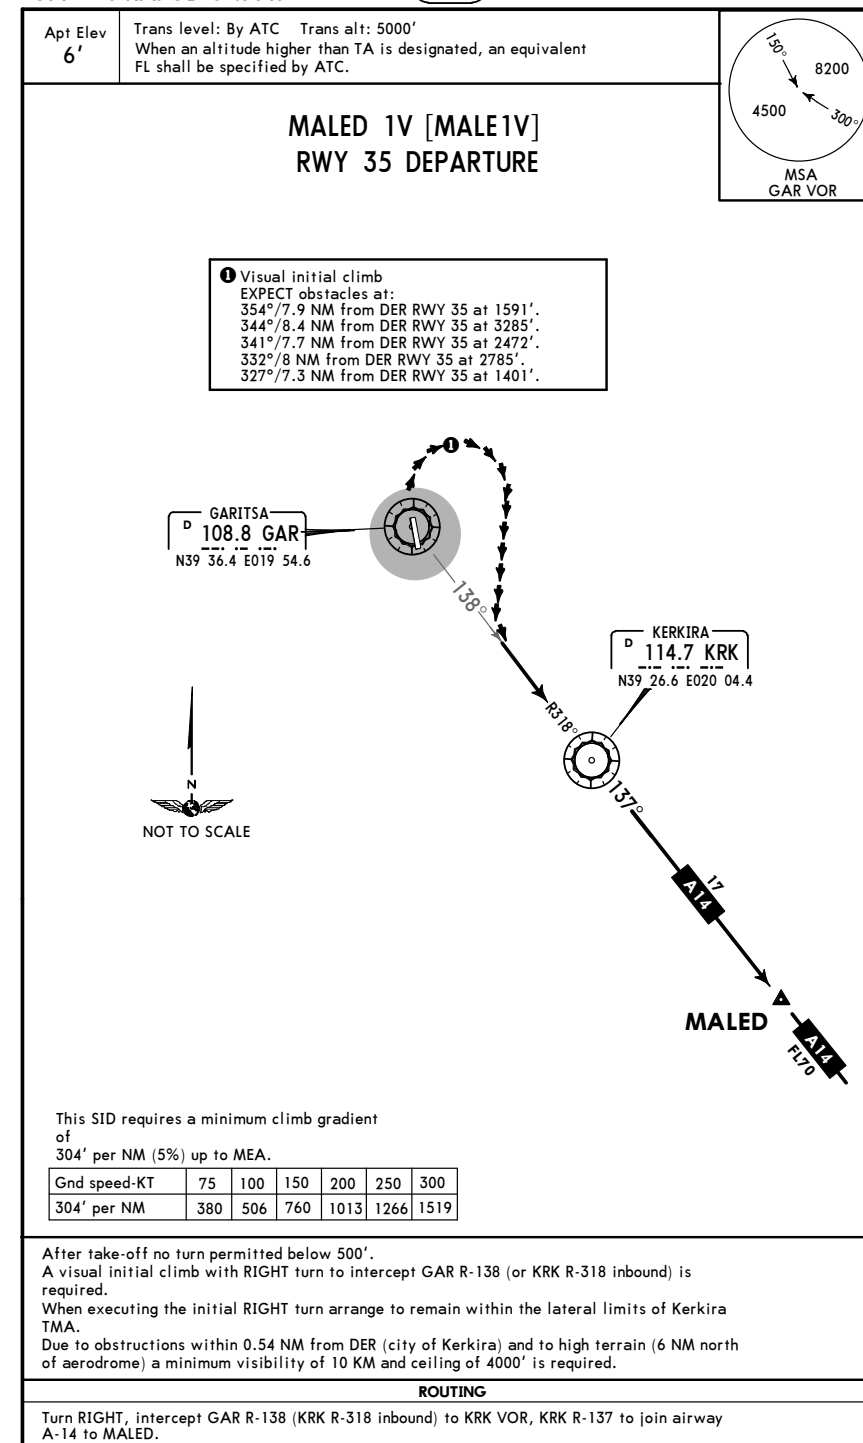 Apt Elev
6'
Trans level: By ATC Trans alt: 5000'
When an altitude higher than TA is designated, an equivalent
FL shall be specified by ATC.
150°
8200
4500
300°
MSA
GAR VOR
MALED 1V [MALE1V]
RWY 35 DEPARTURE
1 Visual initial climb
EXPECT obstacles at:
354°/7.9 NM from DER RWY 35 at 1591'.
344°/8.4 NM from DER RWY 35 at 3285'.
341°/7.7 NM from DER RWY 35 at 2472'.
332°/8 NM from DER RWY 35 at 2785'.
327°/7.3 NM from DER RWY 35 at 1401'.
1
GARITSA
D 108.8 GAR
N39 36.4 E019 54.6
138°
KERKIRA
D 114.7 KRK
N39 26.6 E020 04.4
R318°
137°
N
NOT TO SCALE
17
A14
MALED
A14
FL70
This SID requires a minimum climb gradient
of
304' per NM (5%) up to MEA.
Gnd speed-KT 75 100 150 200 250 300
304' per NM 380 506 760 1013 1266 1519
After take-off no turn permitted below 500'.
A visual initial climb with RIGHT turn to intercept GAR R-138 (or KRK R-318 inbound) is
required.
When executing the initial RIGHT turn arrange to remain within the lateral limits of Kerkira
TMA.
Due to obstructions within 0.54 NM from DER (city of Kerkira) and to high terrain (6 NM north
of aerodrome) a minimum visibility of 10 KM and ceiling of 4000' is required.
ROUTING
Turn RIGHT, intercept GAR R-138 (KRK R-318 inbound) to KRK VOR, KRK R-137 to join airway
A-14 to MALED.